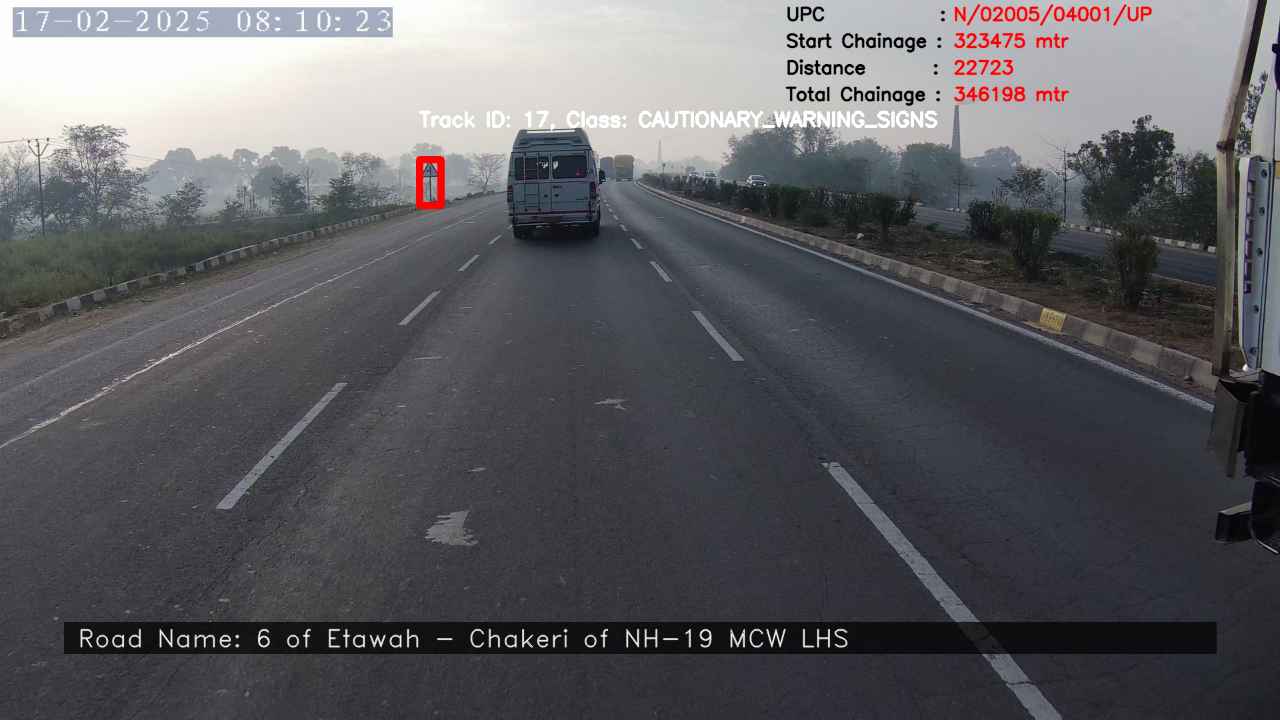 17-02-2025 08:10:23
UPC : N/02005/04001/UP
Start Chainage : 323475 mtr
Distance : 22723
Total Chainage : 346198 mtr
Track ID: 17, Class: CAUTIONARY_WARNING_SIGNS
Road Name: 6 of Etawah - Chakeri of NH-19 MCW LHS